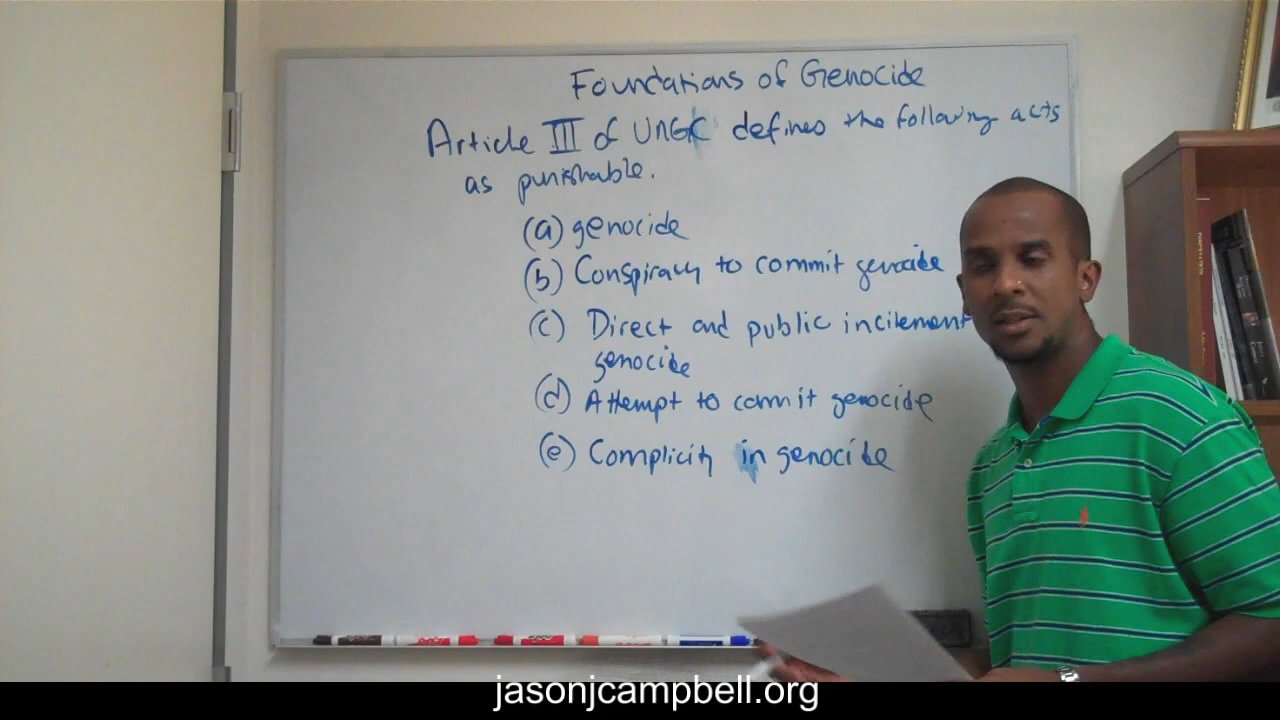 Foundations of Genocide
Article III of UNGC defines the following acts
as punishable.
(a) genocide
(b) Conspiracy to commit genocide
(c) Direct and public incitement
genocide
(d) Attempt to commit genocide
(e) Complicity in genocide
jasonjcampbell.org